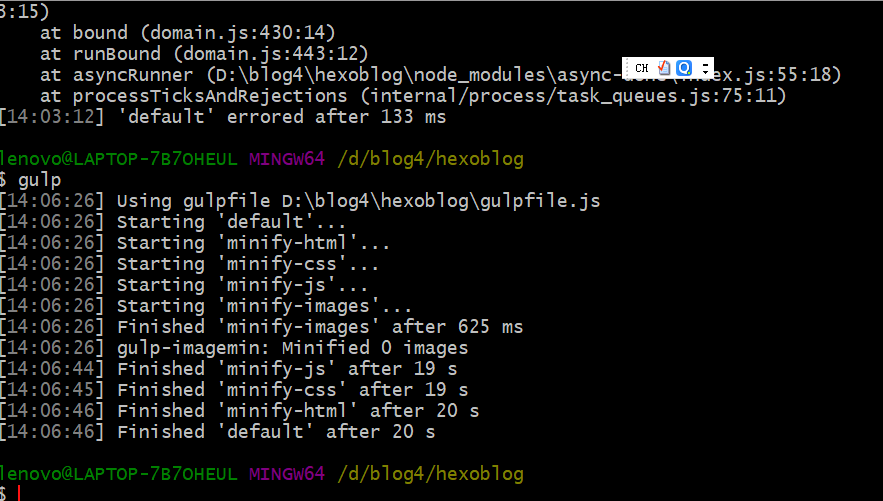 3:15)
at bound (domain.js:430:14)
at runBound (domain.js:443:12)
at asyncRunner (D:\blog4\hexoblog\node_modules\async- CH index.js:55:18)
at processTicksAndRejections (internal/process/task_queues.js:75:11)
[14:03:12] 'default' errored after 133 ms
lenovo@LAPTOP-7B7OHEUL MINGW64 /d/blog4/hexoblog
$ gulp
[14:06:26] Using gulpfile D:\blog4\hexoblog\gulpfile.js
[14:06:26] Starting 'default'...
[14:06:26] Starting 'minify-html'...
[14:06:26] Starting 'minify-css'...
[14:06:26] Starting 'minify-js'...
[14:06:26] Starting 'minify-images'...
[14:06:26] Finished 'minify-images' after 625 ms
[14:06:26] gulp-imagemin: Minified 0 images
[14:06:44] Finished 'minify-js' after 19 s
[14:06:45] Finished 'minify-css' after 19 s
[14:06:46] Finished 'minify-html' after 20 s
[14:06:46] Finished 'default' after 20 s
lenovo@LAPTOP-7B7OHEUL MINGW64 /d/blog4/hexoblog
$